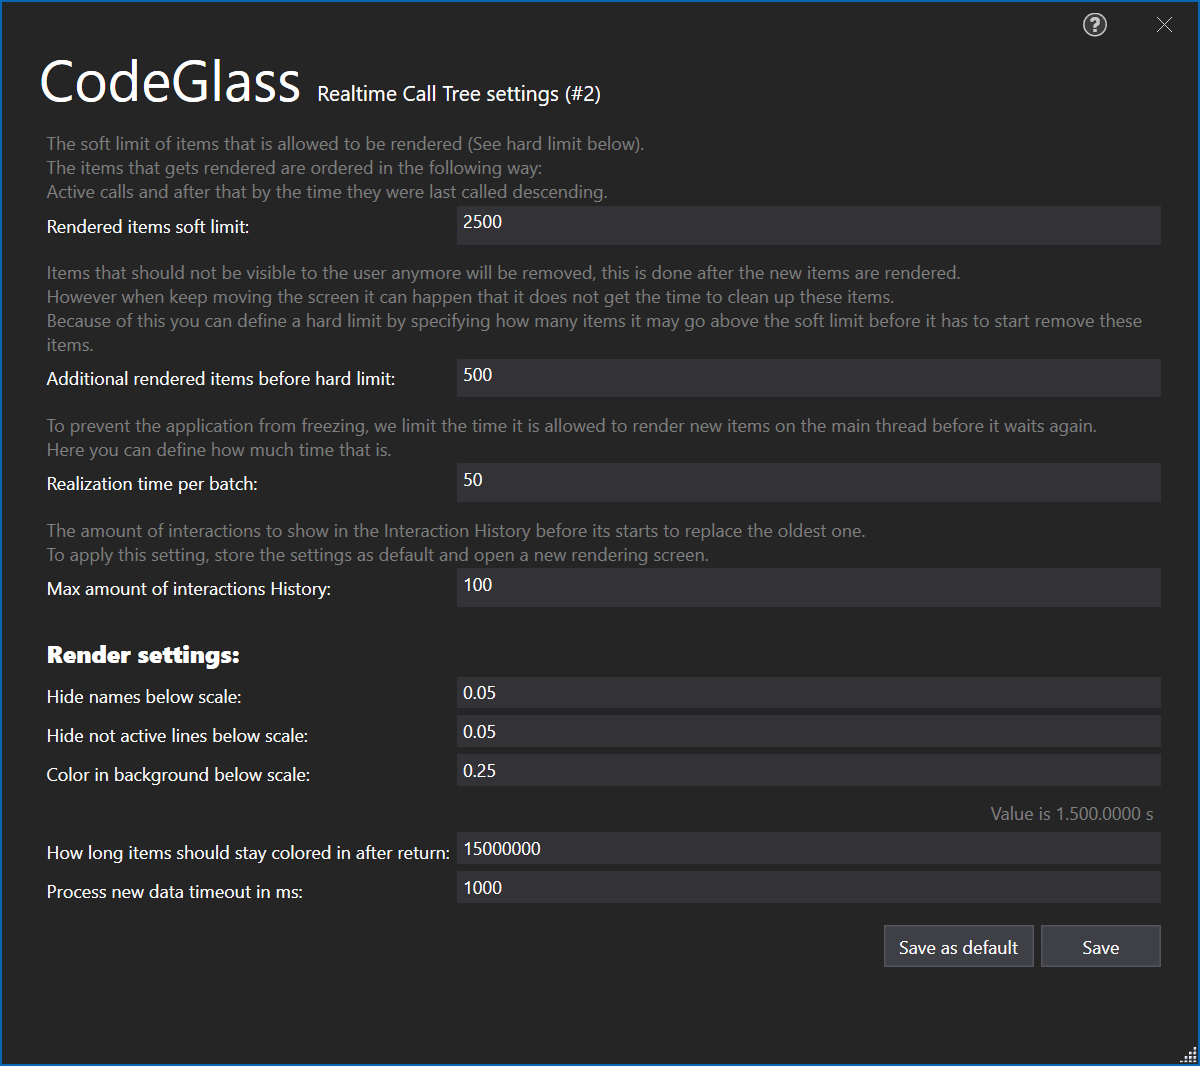 CodeGlass Realtime Call Tree settings (#2)
The soft limit of items that is allowed to be rendered (See hard limit below).
The items that gets rendered are ordered in the following way:
Active calls and after that by the time they were last called descending.
Rendered items soft limit: 2500
Items that should not be visible to the user anymore will be removed, this is done after the new items are rendered.
However when keep moving the screen it can happen that it does not get the time to clean up these items.
Because of this you can define a hard limit by specifying how many items it may go above the soft limit before it has to start remove these
items.
Additional rendered items before hard limit: 500
To prevent the application from freezing, we limit the time it is allowed to render new items on the main thread before it waits again.
Here you can define how much time that is.
Realization time per batch: 50
The amount of interactions to show in the Interaction History before its starts to replace the oldest one.
To apply this setting, store the settings as default and open a new rendering screen.
Max amount of interactions History: 100
Render settings:
Hide names below scale: 0.05
Hide not active lines below scale: 0.05
Color in background below scale: 0.25
Value is 1.500.0000 s
How long items should stay colored in after return: 15000000
Process new data timeout in ms: 1000
Save as default Save